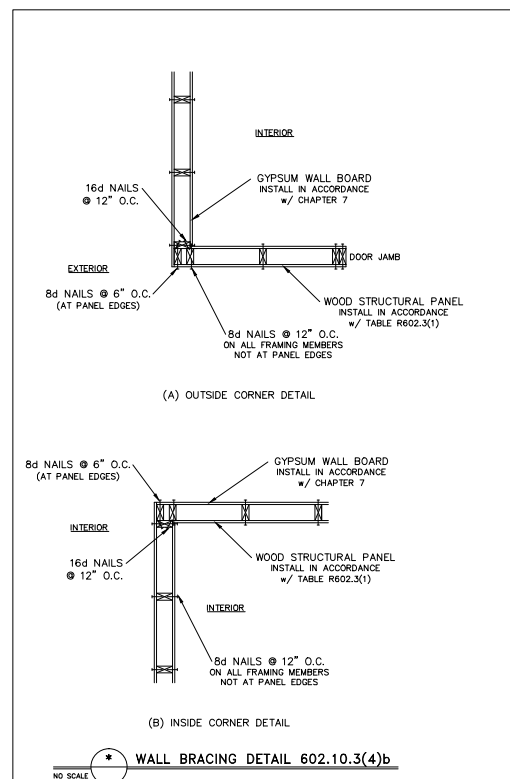 INTERIOR
16d NAILS
@ 12" O.C.
GYPSUM WALL BOARD
INSTALL IN ACCORDANCE
w/ CHAPTER 7
DOOR JAMB
EXTERIOR
8d NAILS @ 6" O.C.
(AT PANEL EDGES)
WOOD STRUCTURAL PANEL
INSTALL IN ACCORDANCE
w/ TABLE R602.3(1)
8d NAILS @ 12" O.C.
ON ALL FRAMING MEMBERS
NOT AT PANEL EDGES
(A) OUTSIDE CORNER DETAIL
8d NAILS @ 6" O.C.
(AT PANEL EDGES)
GYPSUM WALL BOARD
INSTALL IN ACCORDANCE
w/ CHAPTER 7
INTERIOR
16d NAILS
@ 12" O.C.
WOOD STRUCTURAL PANEL
INSTALL IN ACCORDANCE
w/ TABLE R602.3(1)
INTERIOR
8d NAILS @ 12" O.C.
ON ALL FRAMING MEMBERS
NOT AT PANEL EDGES
(B) INSIDE CORNER DETAIL
* WALL BRACING DETAIL 602.10.3(4)b
NO SCALE